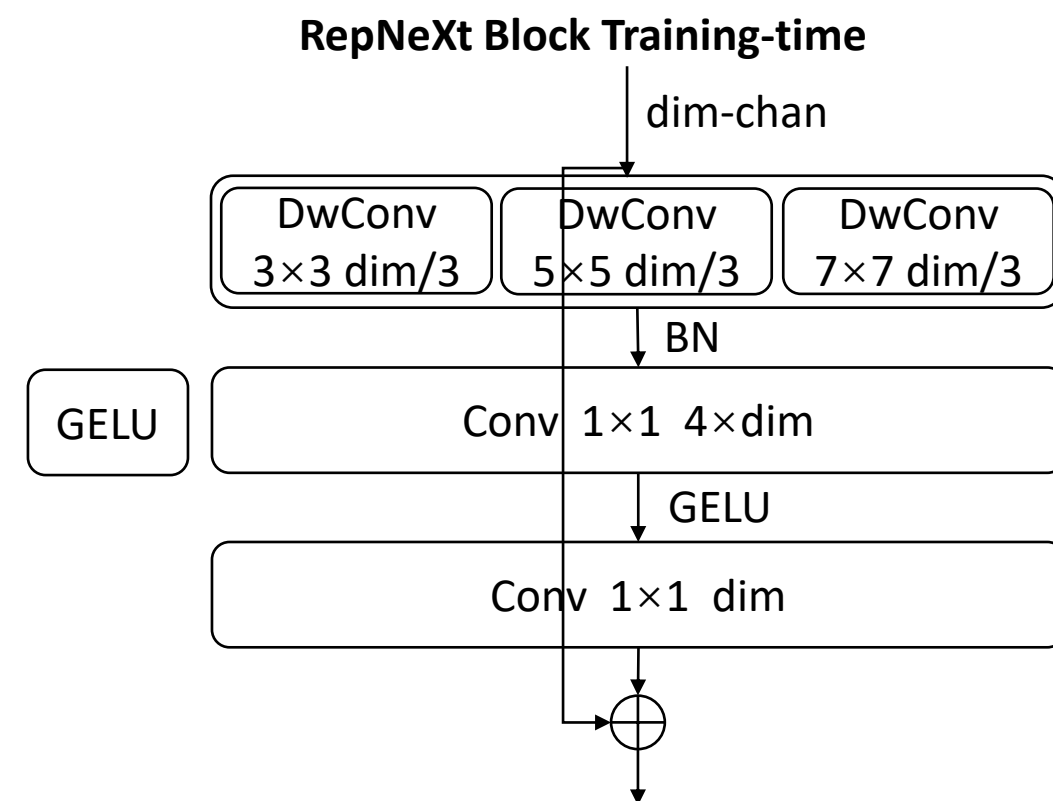 RepNeXt Block Training-time
dim-chan
DwConv
3×3 dim/3
DwConv
5×5 dim/3
DwConv
7×7 dim/3
BN
GELU
Conv 1×1 4×dim
GELU
Conv 1×1 dim